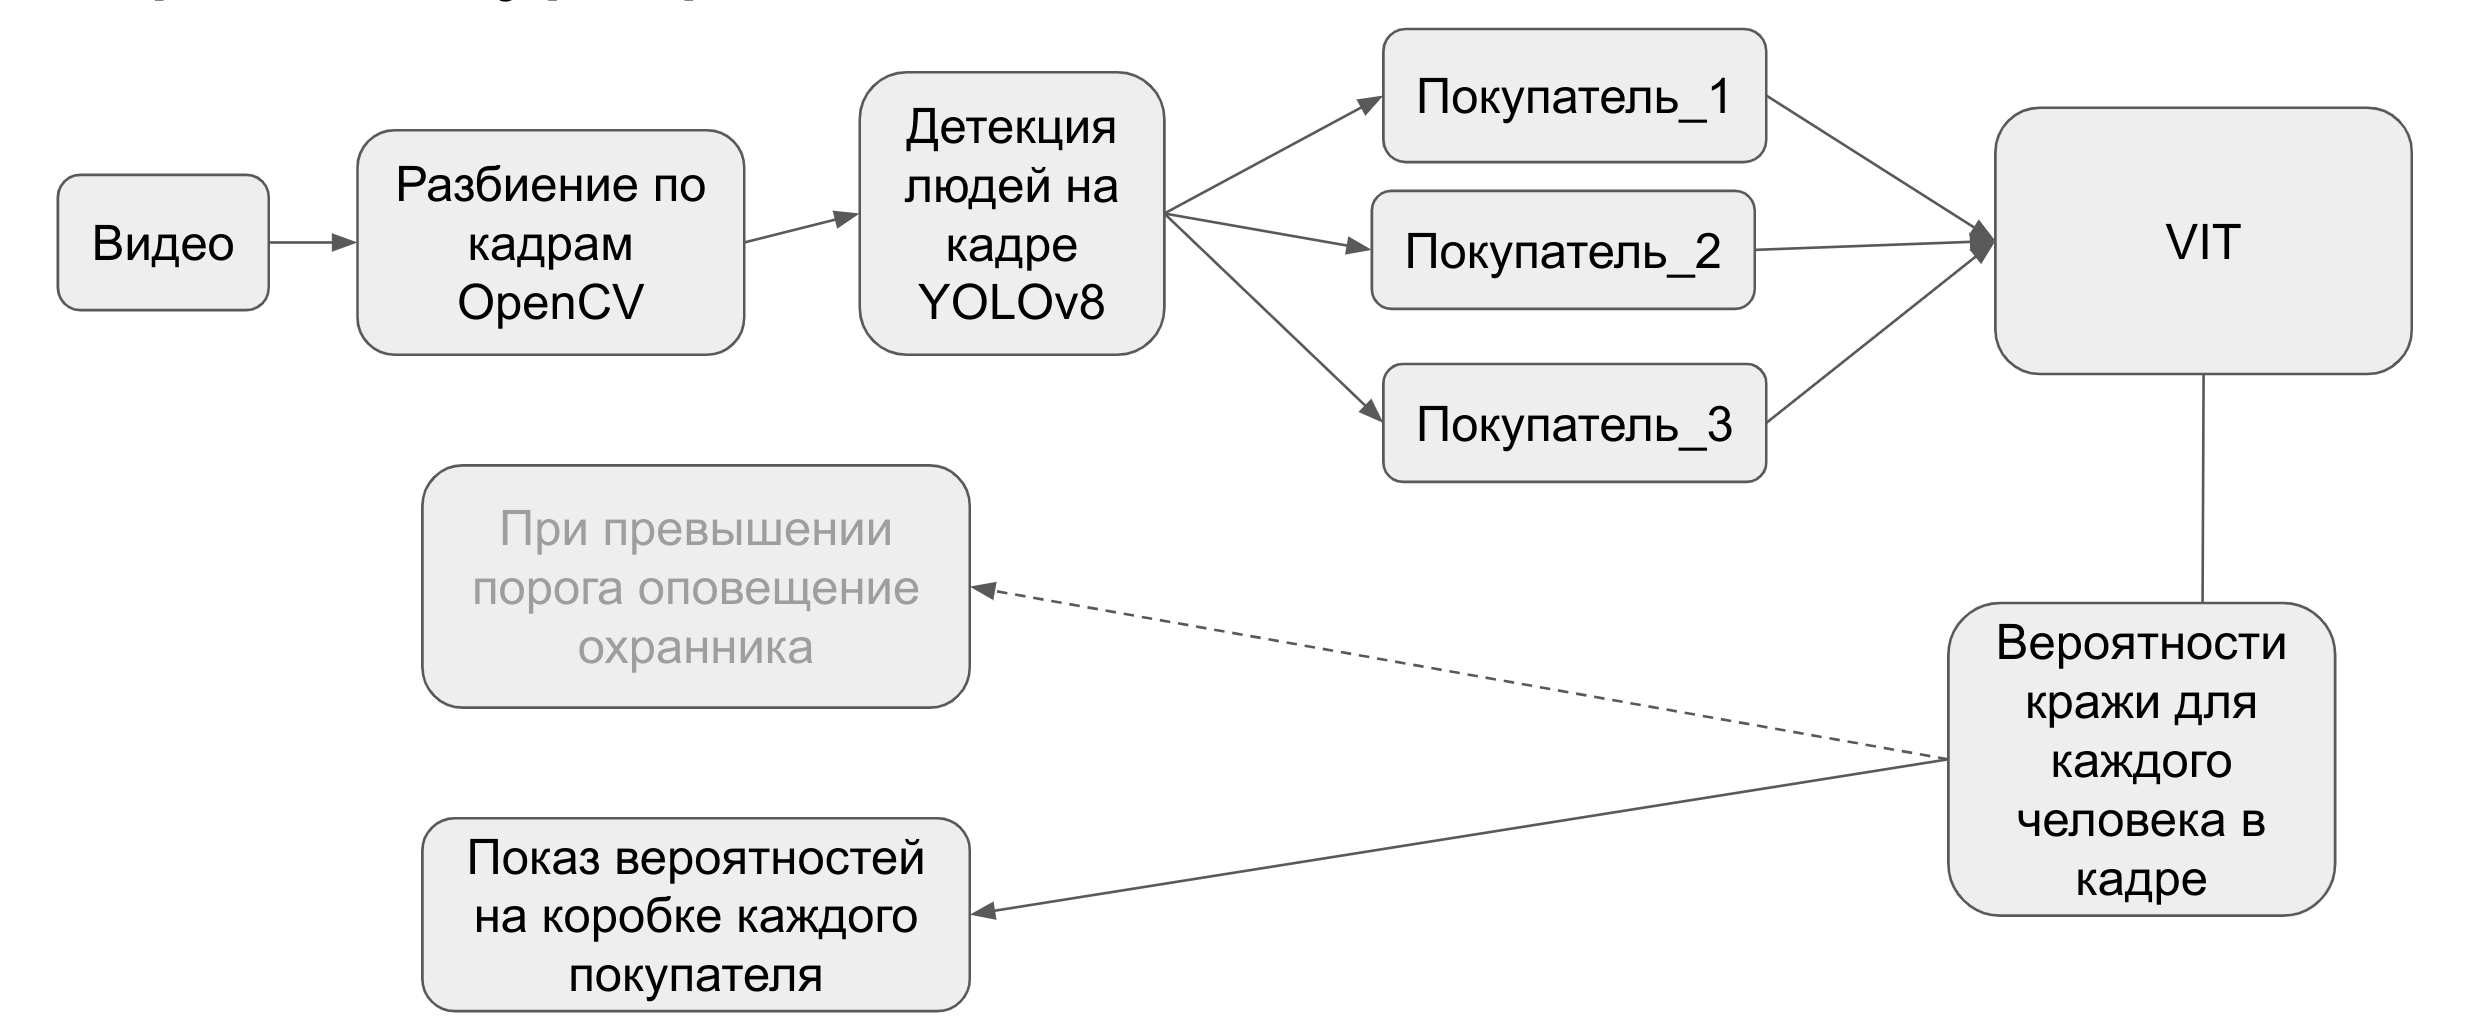 Видео
Разбиение по
кадрам
OpenCV
Детекция
людей на
кадре
YOLOv8
Покупатель_1
Покупатель_2
Покупатель_3
VIT
Вероятности
кражи для
каждого
человека в
кадре
При превышении
порога оповещение
охранника
Показ вероятностей
на коробке каждого
покупателя